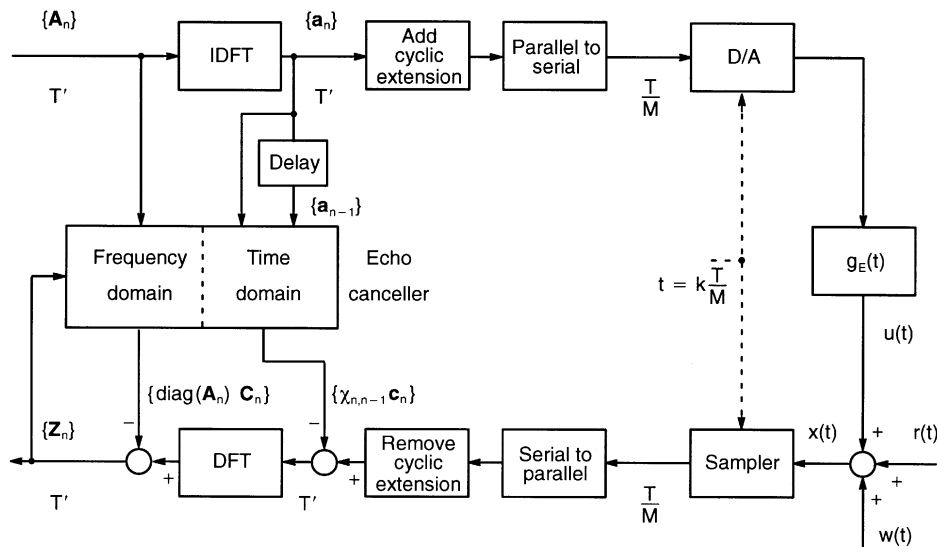 {A_n}
{a_n}
T′
IDFT
T′
Add
cyclic
extension
Parallel to
serial
T/M
D/A
Delay
{a_{n−1}}
Frequency
domain
Time
domain
Echo
canceller
t = k T/M
g_E(t)
u(t)
{diag(A_n) C_n}
{χ_{n,n−1} c_n}
{Z_n}
−
−
+
x(t)
r(t)
T′
+
DFT
T′
+
Remove
cyclic
extension
Serial to
parallel
T/M
Sampler
+
+
w(t)